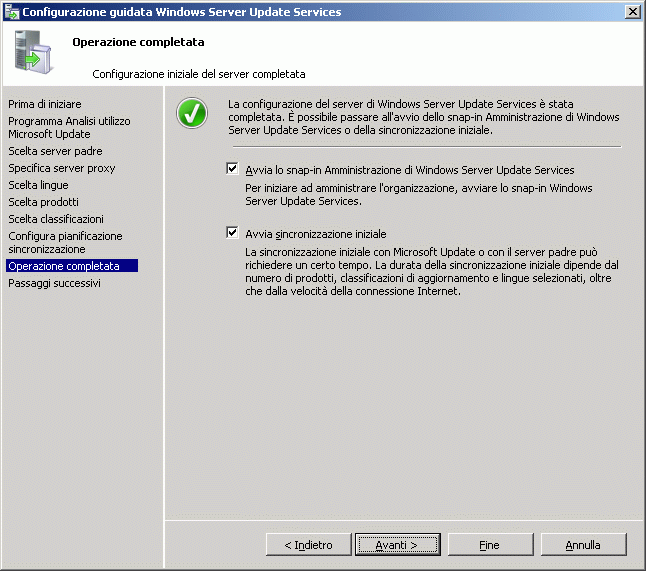 Configurazione guidata Windows Server Update Services
Operazione completata
Configurazione iniziale del server completata
Prima di iniziare
Programma Analisi utilizzo
Microsoft Update
Scelta server padre
Specifica server proxy
Scelta lingue
Scelta prodotti
Scelta classificazioni
Configura pianificazione
sincronizzazione
Operazione completata
Passaggi successivi
La configurazione del server di Windows Server Update Services è stata
completata. È possibile passare all'avvio dello snap-in Amministrazione di Windows
Server Update Services o della sincronizzazione iniziale.
Avvia lo snap-in Amministrazione di Windows Server Update Services
Per iniziare ad amministrare l'organizzazione, avviare lo snap-in Windows
Server Update Services.
Avvia sincronizzazione iniziale
La sincronizzazione iniziale con Microsoft Update o con il server padre può
richiedere un certo tempo. La durata della sincronizzazione iniziale dipende dal
numero di prodotti, classificazioni di aggiornamento e lingue selezionati, oltre
che dalla velocità della connessione Internet.
< Indietro
Avanti >
Fine
Annulla